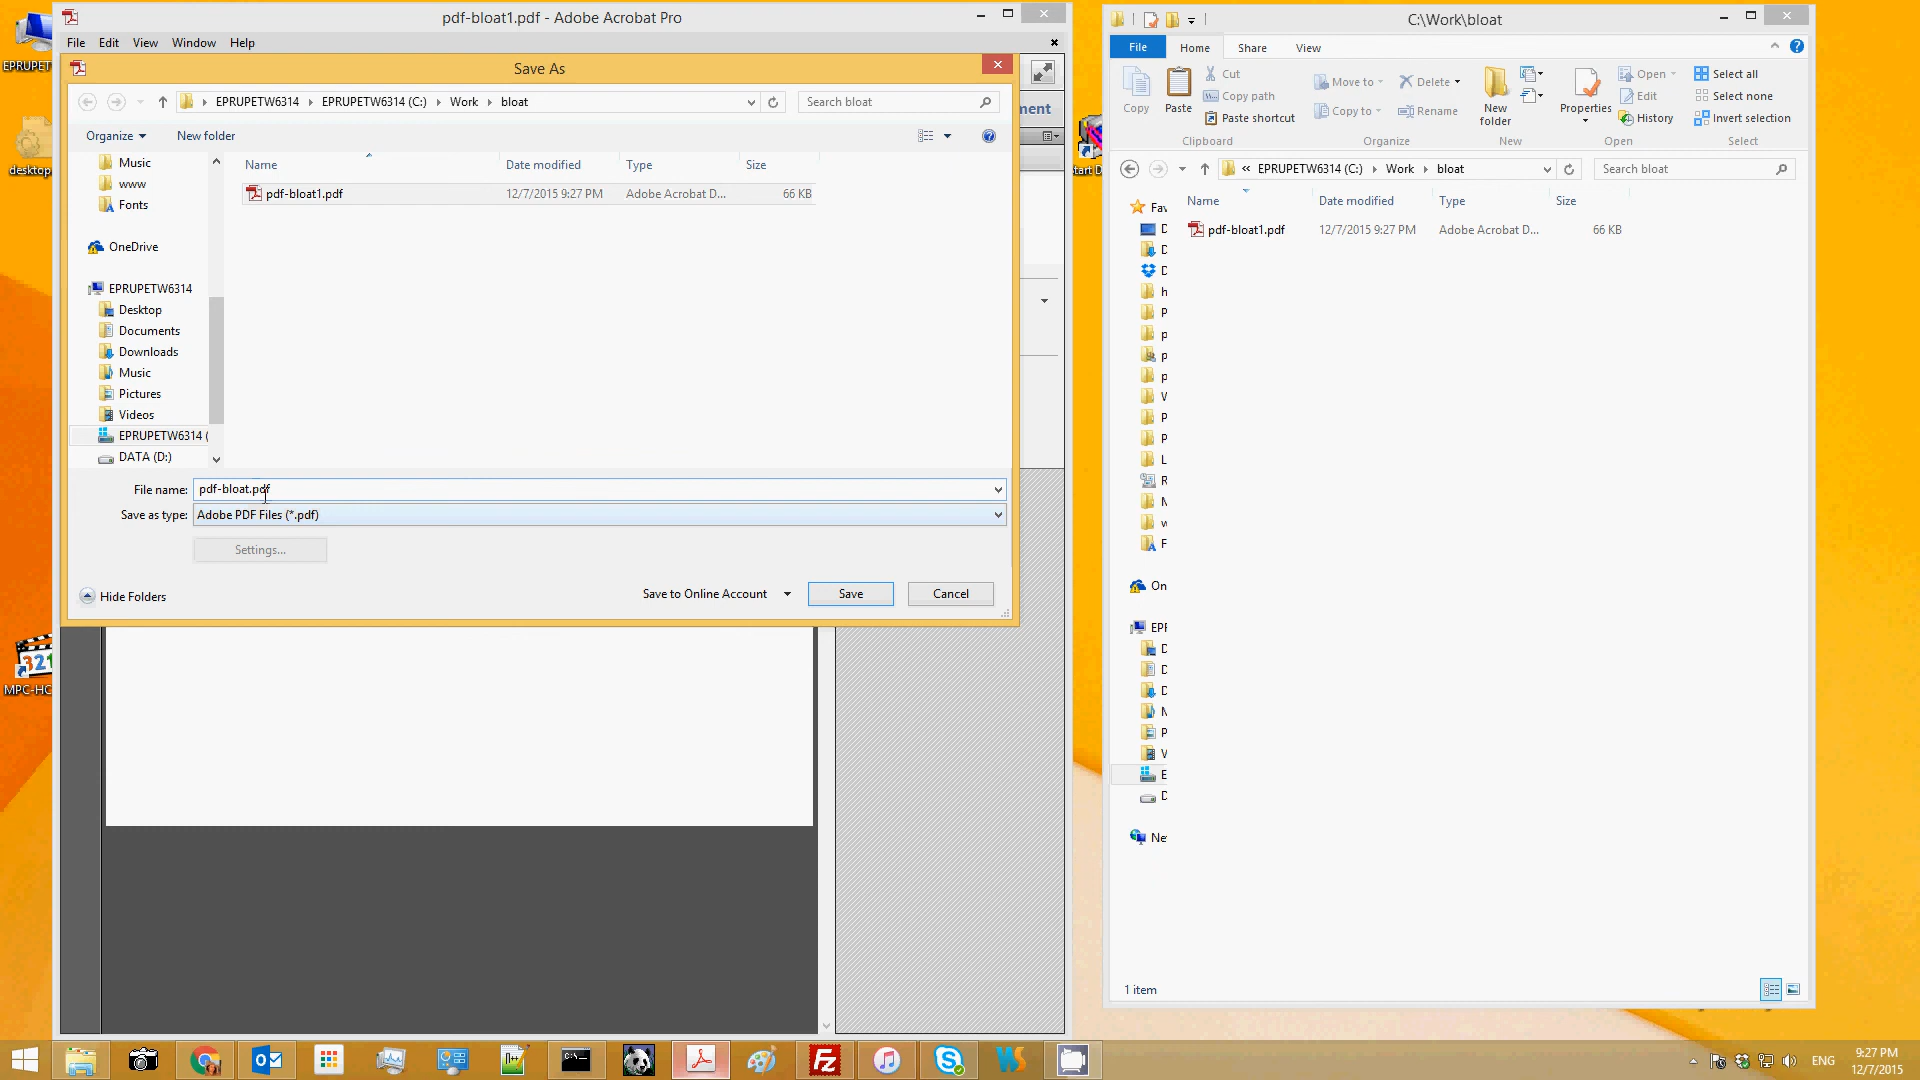 pdf-bloat1.pdf - Adobe Acrobat Pro
File Edit View Window Help
Save As
EPRUPETW6314 EPRUPETW6314 (C:) Work bloat
Search bloat
Organize New folder
Music
www
Fonts
OneDrive
EPRUPETW6314
Desktop
Documents
Downloads
Music
Pictures
Videos
EPRUPETW6314 (
DATA (D:)
Name Date modified Type Size
pdf-bloat1.pdf 12/7/2015 9:27 PM Adobe Acrobat D... 66 KB
File name: pdf-bloat.pdf
Save as type: Adobe PDF Files (*.pdf)
Settings...
Hide Folders
Save to Online Account Save Cancel
ment
EPRUPET
desktop
321
MPC-HC
tart D
C:\Work\bloat
File Home Share View
Copy
Paste
Cut
Copy path
Paste shortcut
Clipboard
Move to
Copy to
Delete
Rename
Organize
New
folder
New
Properties
Open
Edit
History
Open
Select all
Select none
Invert selection
Select
« EPRUPETW6314 (C:) Work bloat
Search bloat
Name Date modified Type Size
pdf-bloat1.pdf 12/7/2015 9:27 PM Adobe Acrobat D... 66 KB
Fav
D
D
D
h
P
p
p
p
W
P
P
L
R
N
w
F
On
EPF
D
D
D
M
P
V
E
D
Ne
1 item
ENG
9:27 PM
12/7/2015